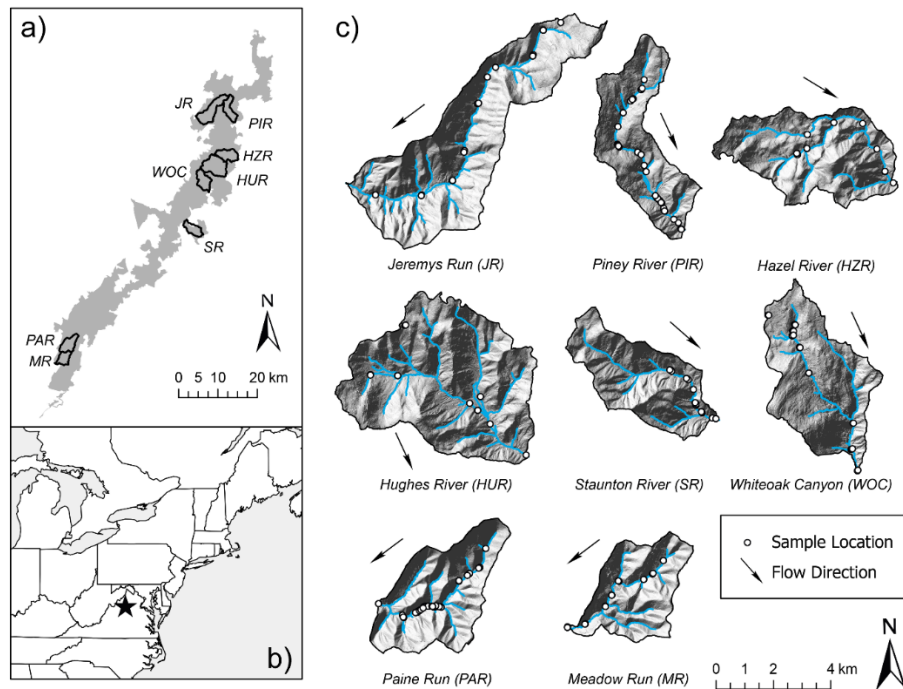 a)
JR
PIR
HZR
WOC
HUR
SR
PAR
MR
N
0 5 10 20 km
b)
c)
Jeremys Run (JR)
Piney River (PIR)
Hazel River (HZR)
Hughes River (HUR)
Staunton River (SR)
Whiteoak Canyon (WOC)
Paine Run (PAR)
Meadow Run (MR)
Sample Location
Flow Direction
N
0 1 2 4 km